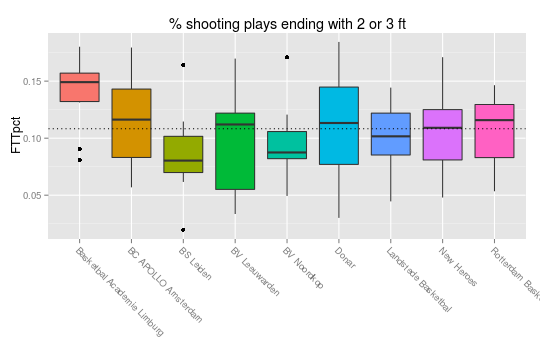 % shooting plays ending with 2 or 3 ft
FTTpct
0.15
0.10
0.05
Basketbal Academie Limburg
BC APOLLO Amsterdam
BS Leiden
BV Leeuwarden
BV Noordkop
Donar
Landstede Basketbal
New Heroes
Rotterdam Bask